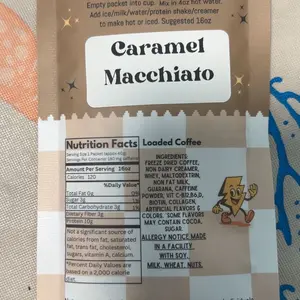 Empty packet into cup. Mix in 4oz hot water.
Add ice/milk/water/protein shake/creamer
to make hot or iced. Suggested 16oz
Caramel
Macchiato
Nutrition Facts
Amount Per Serving 16oz
Calories 120
%Daily Value*
Total Fat 0g
Sugar 3g
Total Carbohydrate 3g
Dietary Fiber 3g
Protein 10g
Not a significant source of
calories from fat, saturated
fat, trans fat, cholesterol,
sugars, vitamin A, calcium.
*Percent Daily Values are
based on a 2,000 calorie
diet.
Loaded Coffee
INGREDIENTS:
FREEZE DRIED COFFEE,
NON DAIRY CREAMER,
WHEY, MALTODEXTRIN,
NON FAT MILK,
GUARANA, CAFFEINE
POWDER, VIT C-B12,B6,D,
BIOTIN, COLLAGEN,
ARTIFICIAL FLAVORS &
COLORS. SOME FLAVORS
MAY CONTAIN COCOA,
SUGAR.
ALLERGY NOTICE MADE
IN A FACILITY
WITH SOY,
MILK, WHEAT, NUTS.